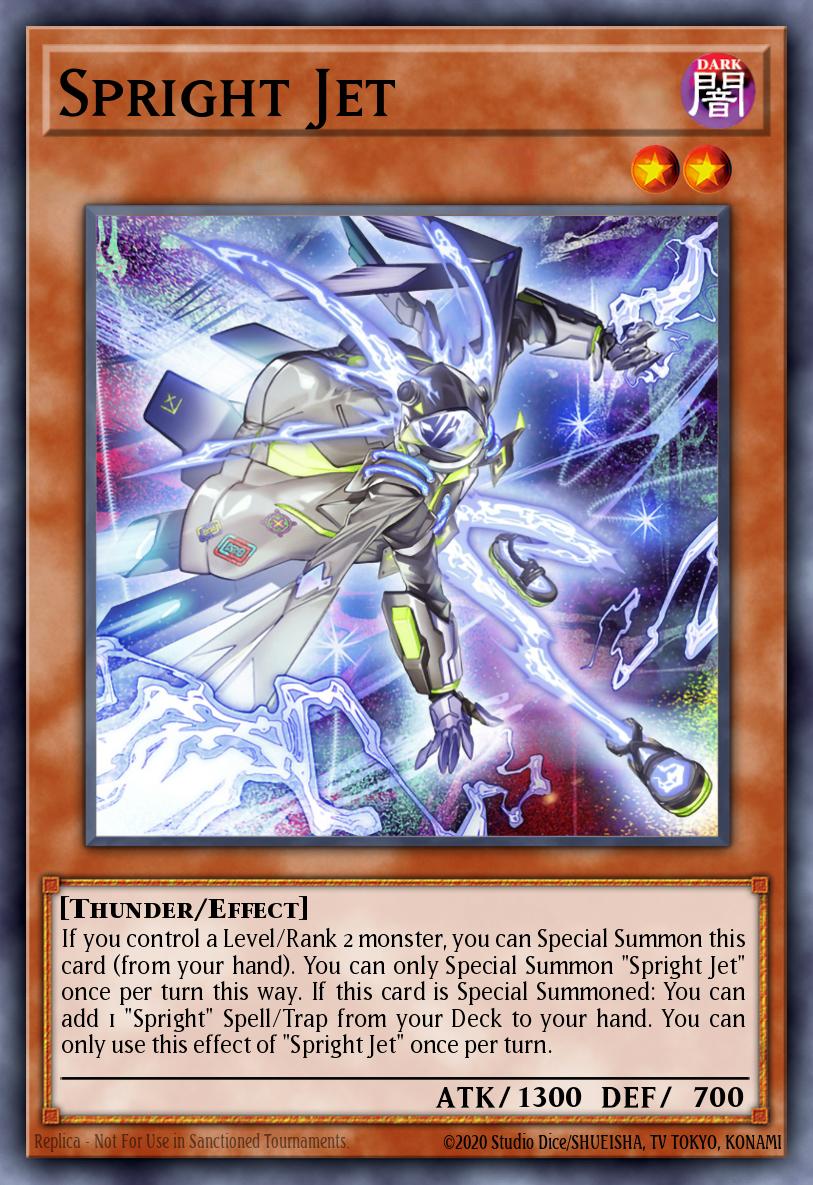 Spright Jet
DARK
闇
[Thunder/Effect]
If you control a Level/Rank 2 monster, you can Special Summon this
card (from your hand). You can only Special Summon "Spright Jet"
once per turn this way. If this card is Special Summoned: You can
add 1 "Spright" Spell/Trap from your Deck to your hand. You can
only use this effect of "Spright Jet" once per turn.
ATK/ 1300 DEF/ 700
Replica - Not For Use in Sanctioned Tournaments.
©2020 Studio Dice/SHUEISHA, TV TOKYO, KONAMI